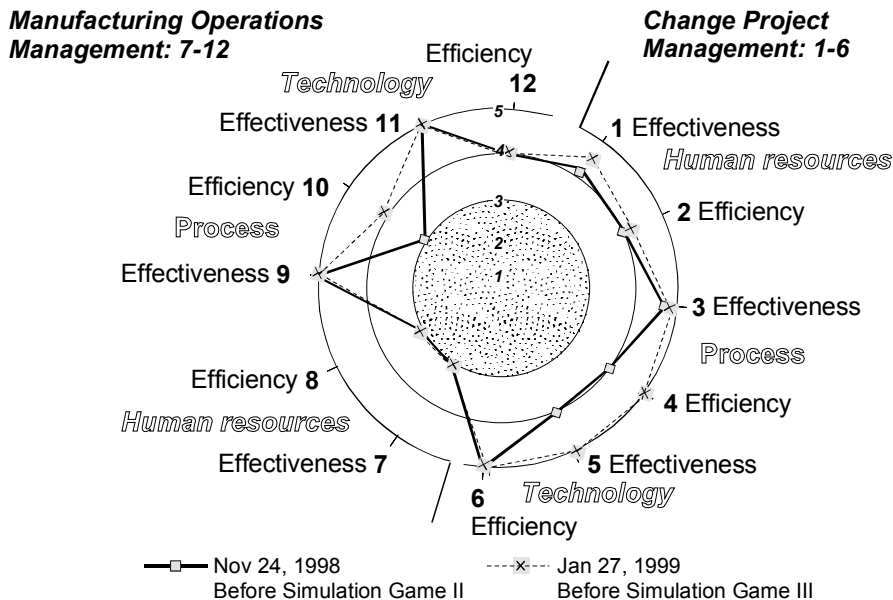 Manufacturing Operations
Management: 7-12
Change Project
Management: 1-6
Efficiency
12
Technology
Effectiveness 11
5
4
3
2
1
1 Effectiveness
Human resources
2 Efficiency
Efficiency 10
Process
Effectiveness 9
3 Effectiveness
Process
4 Efficiency
Efficiency 8
Human resources
Effectiveness 7
5 Effectiveness
Technology
6
Efficiency
Nov 24, 1998
Before Simulation Game II
Jan 27, 1999
Before Simulation Game III